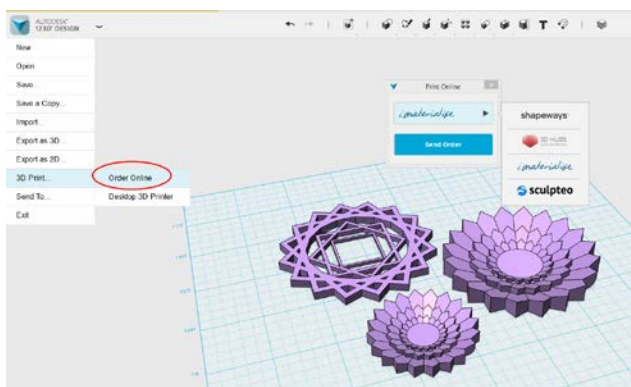 AUTODESK
123D DESIGN
New
Open
Save...
Save a Copy...
Import...
Export as 3D
Export as 2D
3D Print...
Send To...
Exit
Order Online
Desktop 3D Printer
Print Online
i.materialise
Send Order
shapeways
3D HUBS
i.materialise
sculpteo